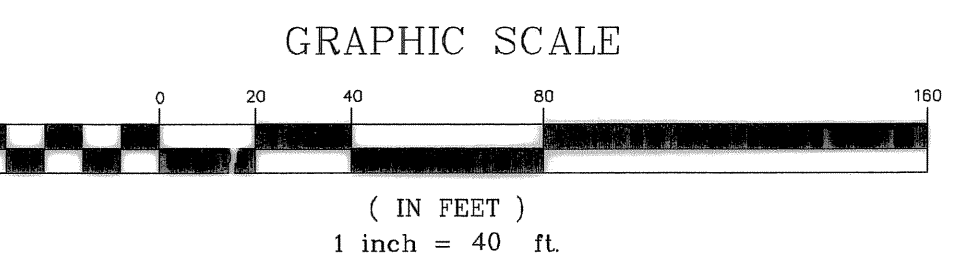 GRAPHIC SCALE
0 20 40 80 160
( IN FEET )
1 inch = 40 ft.